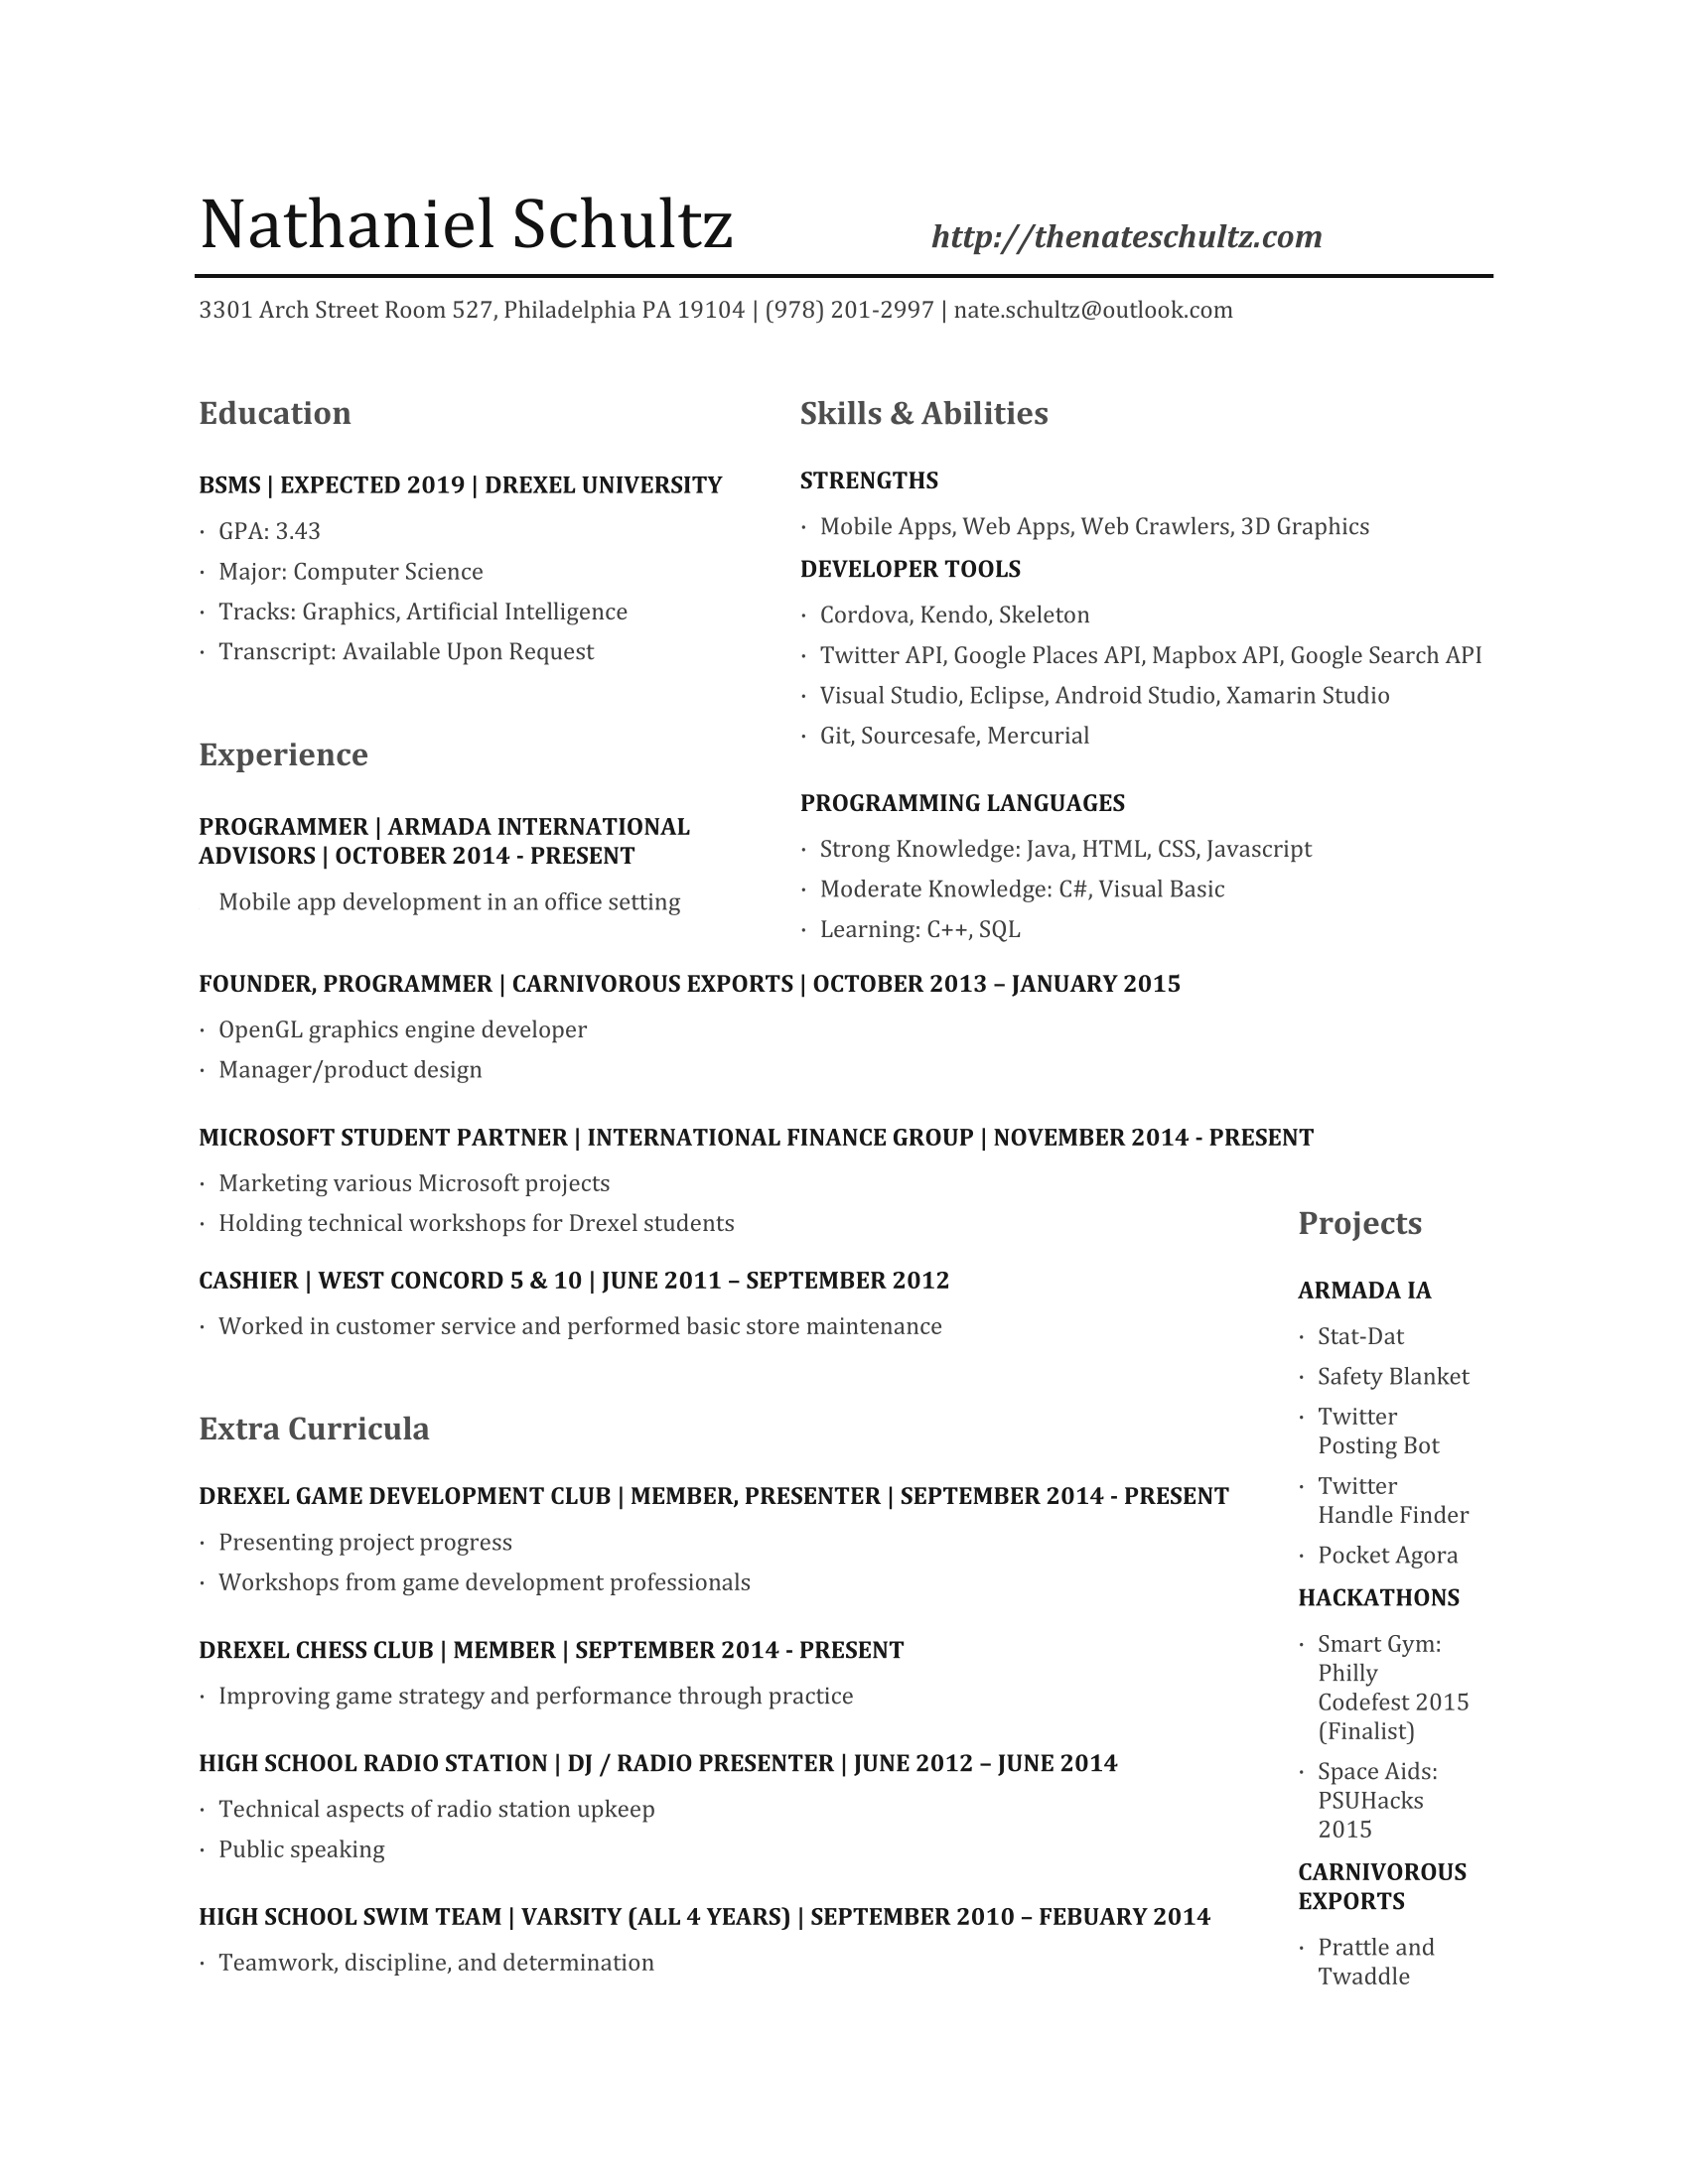 Nathaniel Schultz
http://thenateschultz.com
3301 Arch Street Room 527, Philadelphia PA 19104 | (978) 201-2997 | nate.schultz@outlook.com
Education
BSMS | EXPECTED 2019 | DREXEL UNIVERSITY
· GPA: 3.43
· Major: Computer Science
· Tracks: Graphics, Artificial Intelligence
· Transcript: Available Upon Request
Experience
PROGRAMMER | ARMADA INTERNATIONAL
ADVISORS | OCTOBER 2014 - PRESENT
Mobile app development in an office setting
Skills & Abilities
STRENGTHS
· Mobile Apps, Web Apps, Web Crawlers, 3D Graphics
DEVELOPER TOOLS
· Cordova, Kendo, Skeleton
· Twitter API, Google Places API, Mapbox API, Google Search API
· Visual Studio, Eclipse, Android Studio, Xamarin Studio
· Git, Sourcesafe, Mercurial
PROGRAMMING LANGUAGES
· Strong Knowledge: Java, HTML, CSS, Javascript
· Moderate Knowledge: C#, Visual Basic
· Learning: C++, SQL
FOUNDER, PROGRAMMER | CARNIVOROUS EXPORTS | OCTOBER 2013 – JANUARY 2015
· OpenGL graphics engine developer
· Manager/product design
MICROSOFT STUDENT PARTNER | INTERNATIONAL FINANCE GROUP | NOVEMBER 2014 - PRESENT
· Marketing various Microsoft projects
· Holding technical workshops for Drexel students
CASHIER | WEST CONCORD 5 & 10 | JUNE 2011 – SEPTEMBER 2012
· Worked in customer service and performed basic store maintenance
Extra Curricula
DREXEL GAME DEVELOPMENT CLUB | MEMBER, PRESENTER | SEPTEMBER 2014 - PRESENT
· Presenting project progress
· Workshops from game development professionals
DREXEL CHESS CLUB | MEMBER | SEPTEMBER 2014 - PRESENT
· Improving game strategy and performance through practice
HIGH SCHOOL RADIO STATION | DJ / RADIO PRESENTER | JUNE 2012 – JUNE 2014
· Technical aspects of radio station upkeep
· Public speaking
HIGH SCHOOL SWIM TEAM | VARSITY (ALL 4 YEARS) | SEPTEMBER 2010 – FEBUARY 2014
· Teamwork, discipline, and determination
Projects
ARMADA IA
· Stat-Dat
· Safety Blanket
· Twitter
Posting Bot
· Twitter
Handle Finder
· Pocket Agora
HACKATHONS
· Smart Gym:
Philly
Codefest 2015
(Finalist)
· Space Aids:
PSUHacks
2015
CARNIVOROUS
EXPORTS
· Prattle and
Twaddle